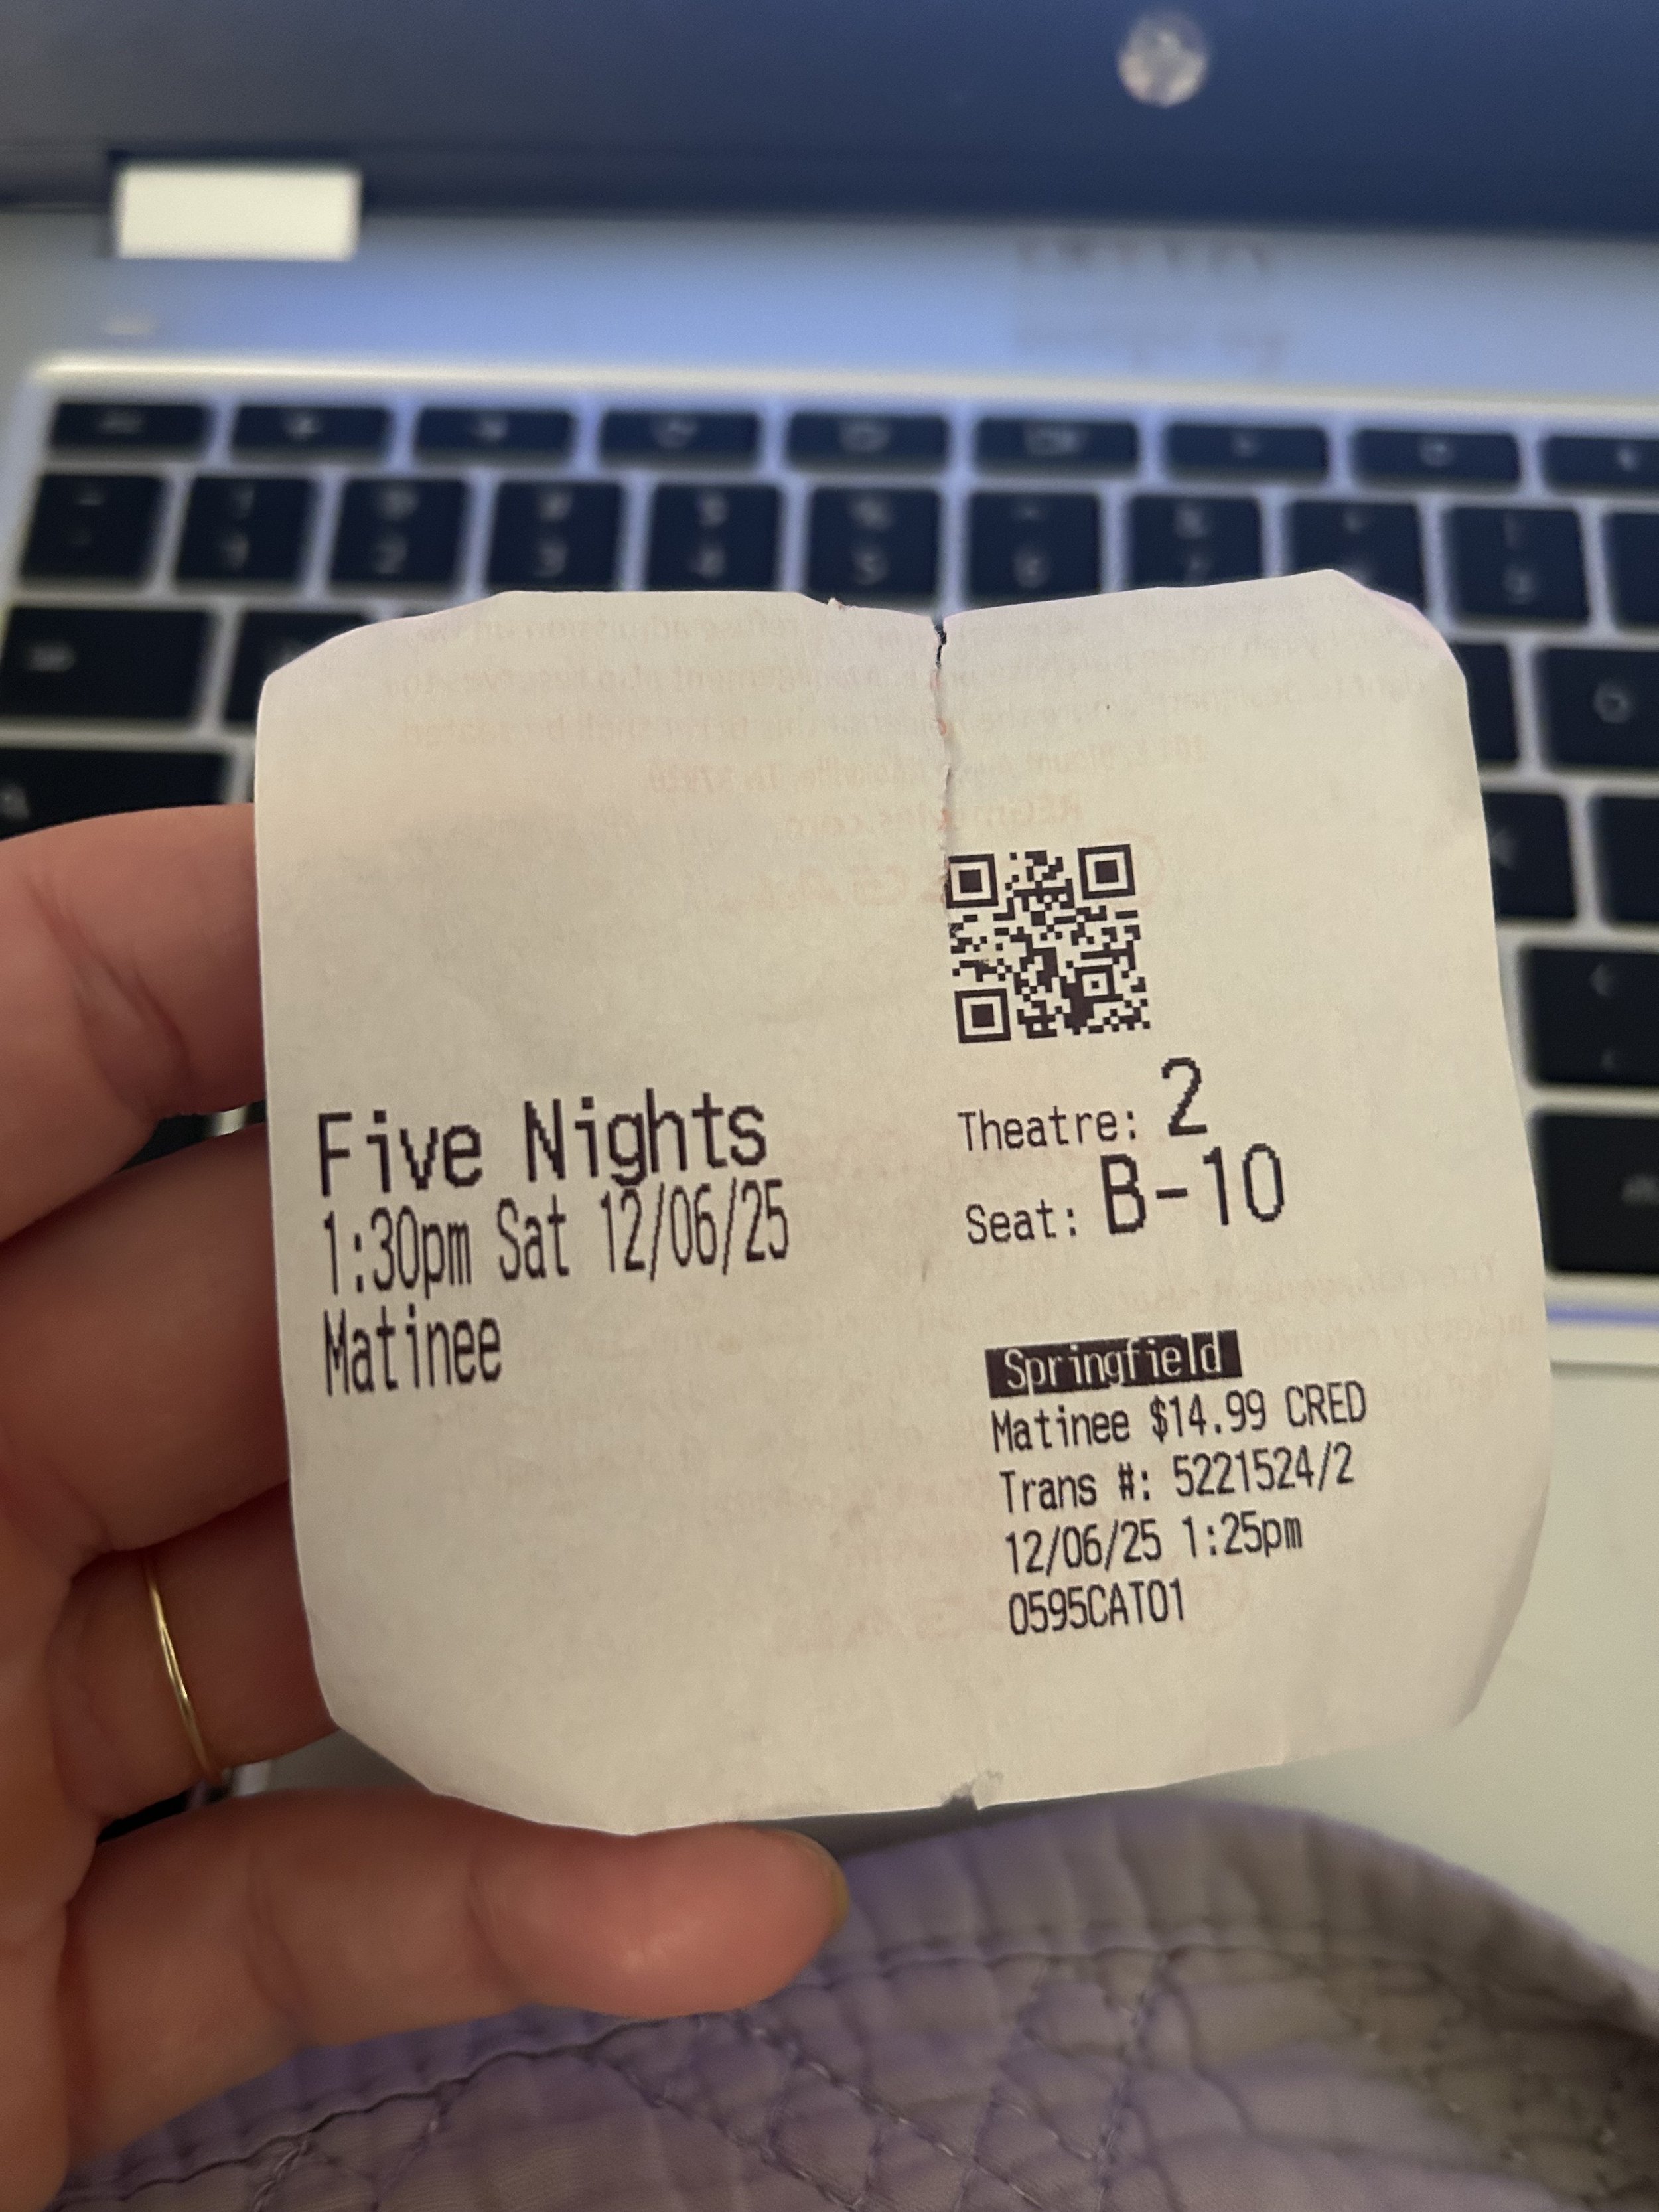 Five Nights
1:30pm Sat 12/06/25
Matinee
Theatre: 2
Seat: B-10
Springfield
Matinee $14.99 CRED
Trans #: 5221524/2
12/06/25 1:25pm
0595CAT01